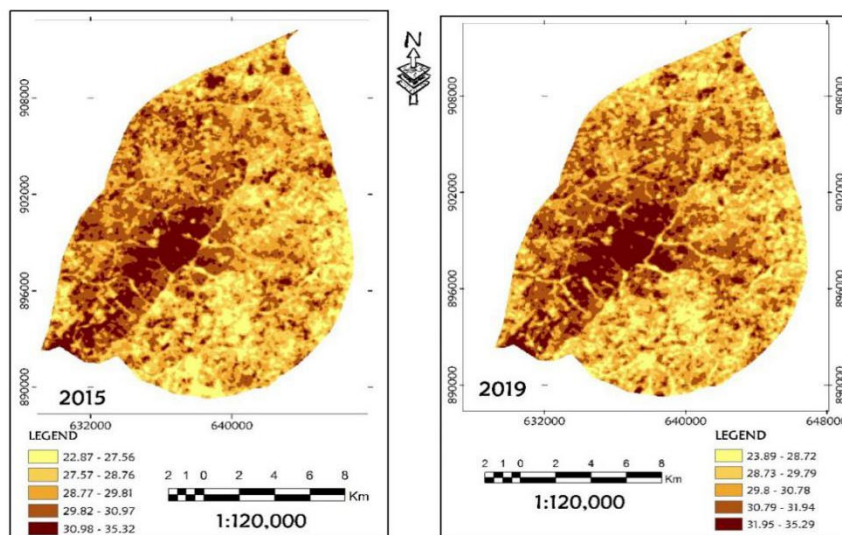 N
908000
902000
896000
890000
2015
632000
640000
LEGEND
22.87 - 27.56
27.57 - 28.76
28.77 - 29.81
29.82 - 30.97
30.98 - 35.32
2 1 0 2 4 6 8
Km
1:120,000
908000
902000
896000
890000
908000
902000
896000
890000
2019
632000
640000
648000
LEGEND
23.89 - 28.72
28.73 - 29.79
29.8 - 30.78
30.79 - 31.94
31.95 - 35.29
2 1 0 2 4 6 8
Km
1:120,000